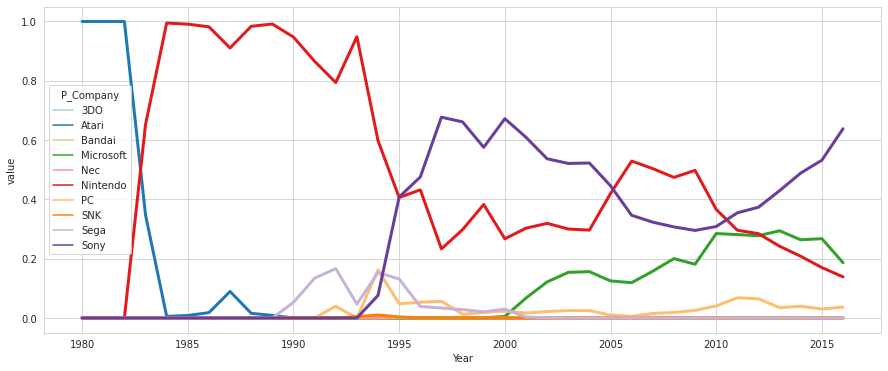 1.0
0.8
0.6
0.4
0.2
0.0
value
P_Company
3DO
Atari
Bandai
Microsoft
Nec
Nintendo
PC
SNK
Sega
Sony
1980 1985 1990 1995 2000 2005 2010 2015
Year